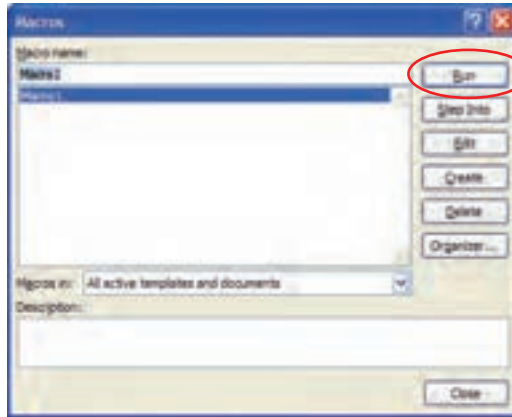 Macros
Macro name:
Macro1
Macro1
Run
Step Into
Edit
Create
Delete
Organizer...
Macros in: All active templates and documents
Description:
Close